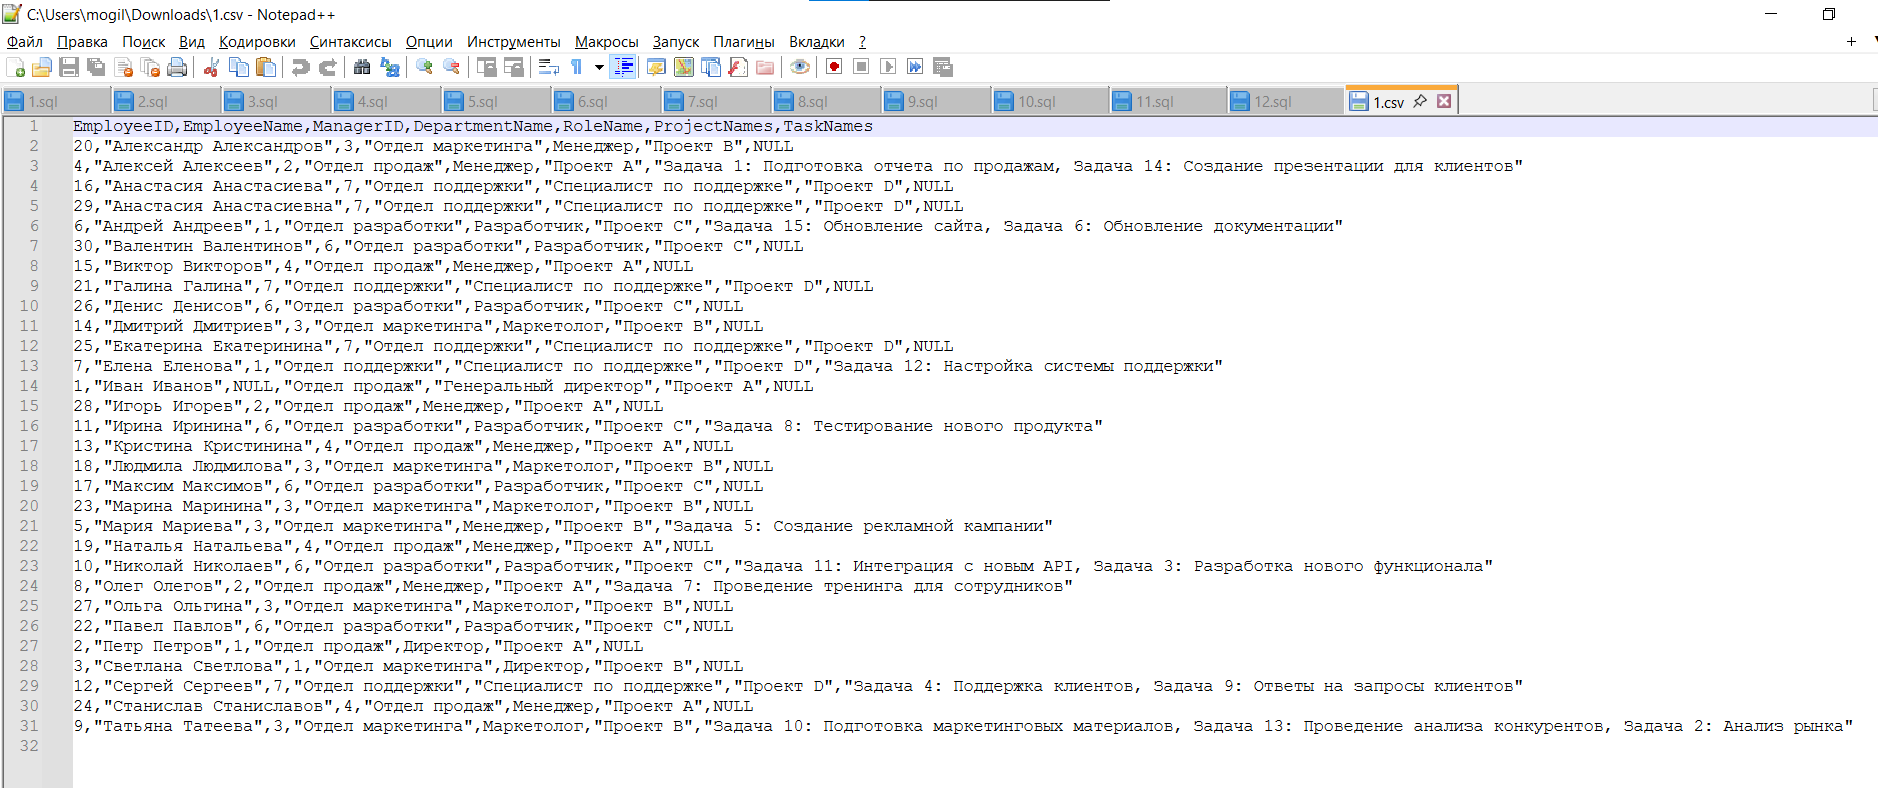 C:\Users\mogil\Downloads\1.csv - Notepad++
Файл Правка Поиск Вид Кодировки Синтаксисы Опции Инструменты Макросы Запуск Плагины Вкладки ?
1.sql 2.sql 3.sql 4.sql 5.sql 6.sql 7.sql 8.sql 9.sql 10.sql 11.sql 12.sql 1.csv
1 EmployeeID,EmployeeName,ManagerID,DepartmentName,RoleName,ProjectNames,TaskNames
2 20,"Александр Александров",3,"Отдел маркетинга",Менеджер,"Проект B",NULL
3 4,"Алексей Алексеев",2,"Отдел продаж",Менеджер,"Проект A","Задача 1: Подготовка отчета по продажам, Задача 14: Создание презентации для клиентов"
4 16,"Анастасия Анастасиева",7,"Отдел поддержки","Специалист по поддержке","Проект D",NULL
5 29,"Анастасия Анастасиевна",7,"Отдел поддержки","Специалист по поддержке","Проект D",NULL
6 6,"Андрей Андреев",1,"Отдел разработки",Разработчик,"Проект C","Задача 15: Обновление сайта, Задача 6: Обновление документации"
7 30,"Валентин Валентинов",6,"Отдел разработки",Разработчик,"Проект C",NULL
8 15,"Виктор Викторов",4,"Отдел продаж",Менеджер,"Проект A",NULL
9 21,"Галина Галина",7,"Отдел поддержки","Специалист по поддержке","Проект D",NULL
10 26,"Денис Денисов",6,"Отдел разработки",Разработчик,"Проект C",NULL
11 14,"Дмитрий Дмитриев",3,"Отдел маркетинга",Маркетолог,"Проект B",NULL
12 25,"Екатерина Екатеринина",7,"Отдел поддержки","Специалист по поддержке","Проект D",NULL
13 7,"Елена Еленова",1,"Отдел поддержки","Специалист по поддержке","Проект D","Задача 12: Настройка системы поддержки"
14 1,"Иван Иванов",NULL,"Отдел продаж","Генеральный директор","Проект A",NULL
15 28,"Игорь Игорев",2,"Отдел продаж",Менеджер,"Проект A",NULL
16 11,"Ирина Иринина",6,"Отдел разработки",Разработчик,"Проект C","Задача 8: Тестирование нового продукта"
17 13,"Кристина Кристинина",4,"Отдел продаж",Менеджер,"Проект A",NULL
18 18,"Людмила Людмилова",3,"Отдел маркетинга",Маркетолог,"Проект B",NULL
19 17,"Максим Максимов",6,"Отдел разработки",Разработчик,"Проект C",NULL
20 23,"Марина Маринина",3,"Отдел маркетинга",Маркетолог,"Проект B",NULL
21 5,"Мария Мариева",3,"Отдел маркетинга",Менеджер,"Проект B","Задача 5: Создание рекламной кампании"
22 19,"Наталья Натальева",4,"Отдел продаж",Менеджер,"Проект A",NULL
23 10,"Николай Николаев",6,"Отдел разработки",Разработчик,"Проект C","Задача 11: Интеграция с новым API, Задача 3: Разработка нового функционала"
24 8,"Олег Олегов",2,"Отдел продаж",Менеджер,"Проект A","Задача 7: Проведение тренинга для сотрудников"
25 27,"Ольга Ольгина",3,"Отдел маркетинга",Маркетолог,"Проект B",NULL
26 22,"Павел Павлов",6,"Отдел разработки",Разработчик,"Проект C",NULL
27 2,"Петр Петров",1,"Отдел продаж",Директор,"Проект A",NULL
28 3,"Светлана Светлова",1,"Отдел маркетинга",Директор,"Проект B",NULL
29 12,"Сергей Сергеев",7,"Отдел поддержки","Специалист по поддержке","Проект D","Задача 4: Поддержка клиентов, Задача 9: Ответы на запросы клиентов"
30 24,"Станислав Станиславов",4,"Отдел продаж",Менеджер,"Проект A",NULL
31 9,"Татьяна Татеева",3,"Отдел маркетинга",Маркетолог,"Проект B","Задача 10: Подготовка маркетинговых материалов, Задача 13: Проведение анализа конкурентов, Задача 2: Анализ рынка"
32